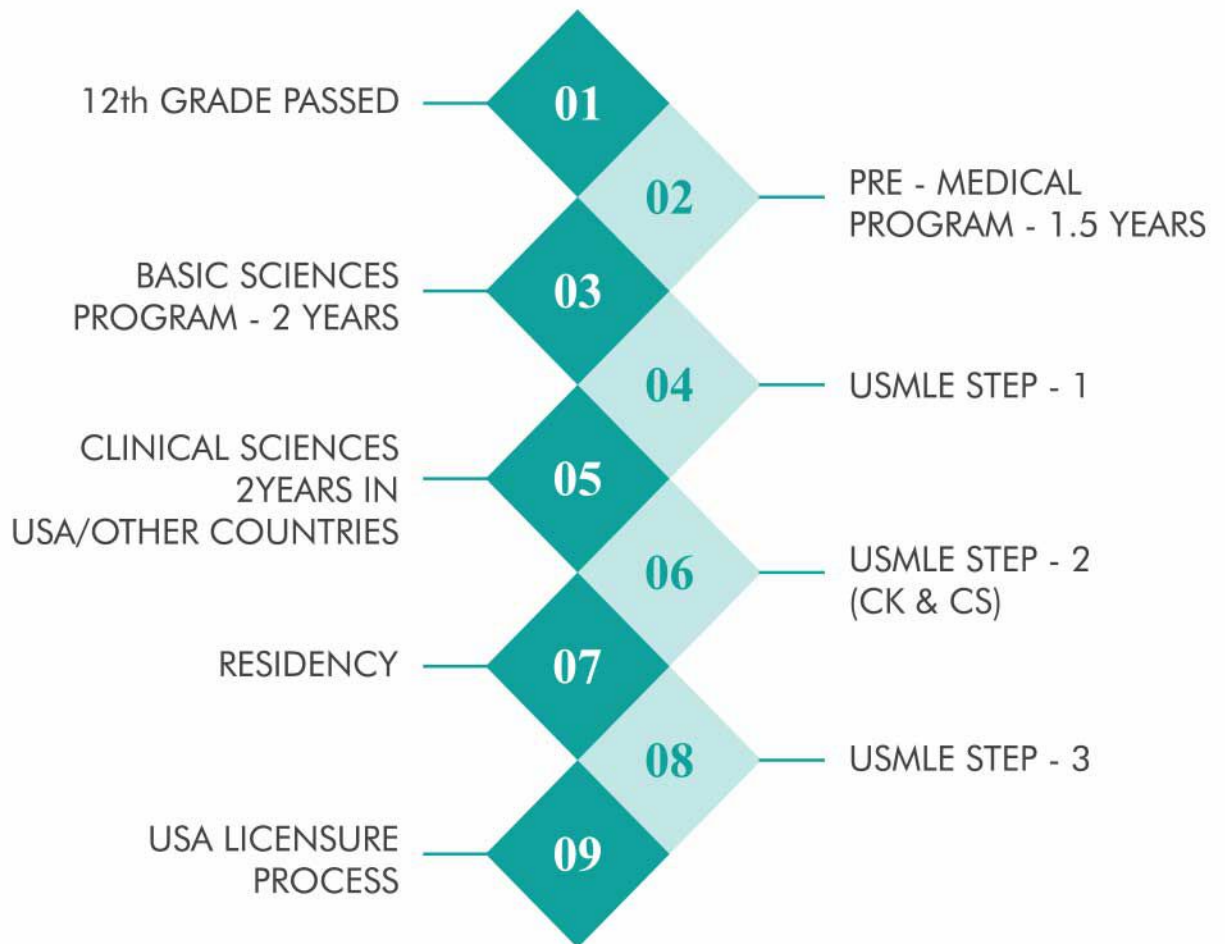 12th GRADE PASSED
01
02
PRE - MEDICAL
PROGRAM - 1.5 YEARS
BASIC SCIENCES
PROGRAM - 2 YEARS
03
04
USMLE STEP - 1
CLINICAL SCIENCES
2YEARS IN
USA/OTHER COUNTRIES
05
06
USMLE STEP - 2
(CK & CS)
RESIDENCY
07
08
USMLE STEP - 3
USA LICENSURE
PROCESS
09